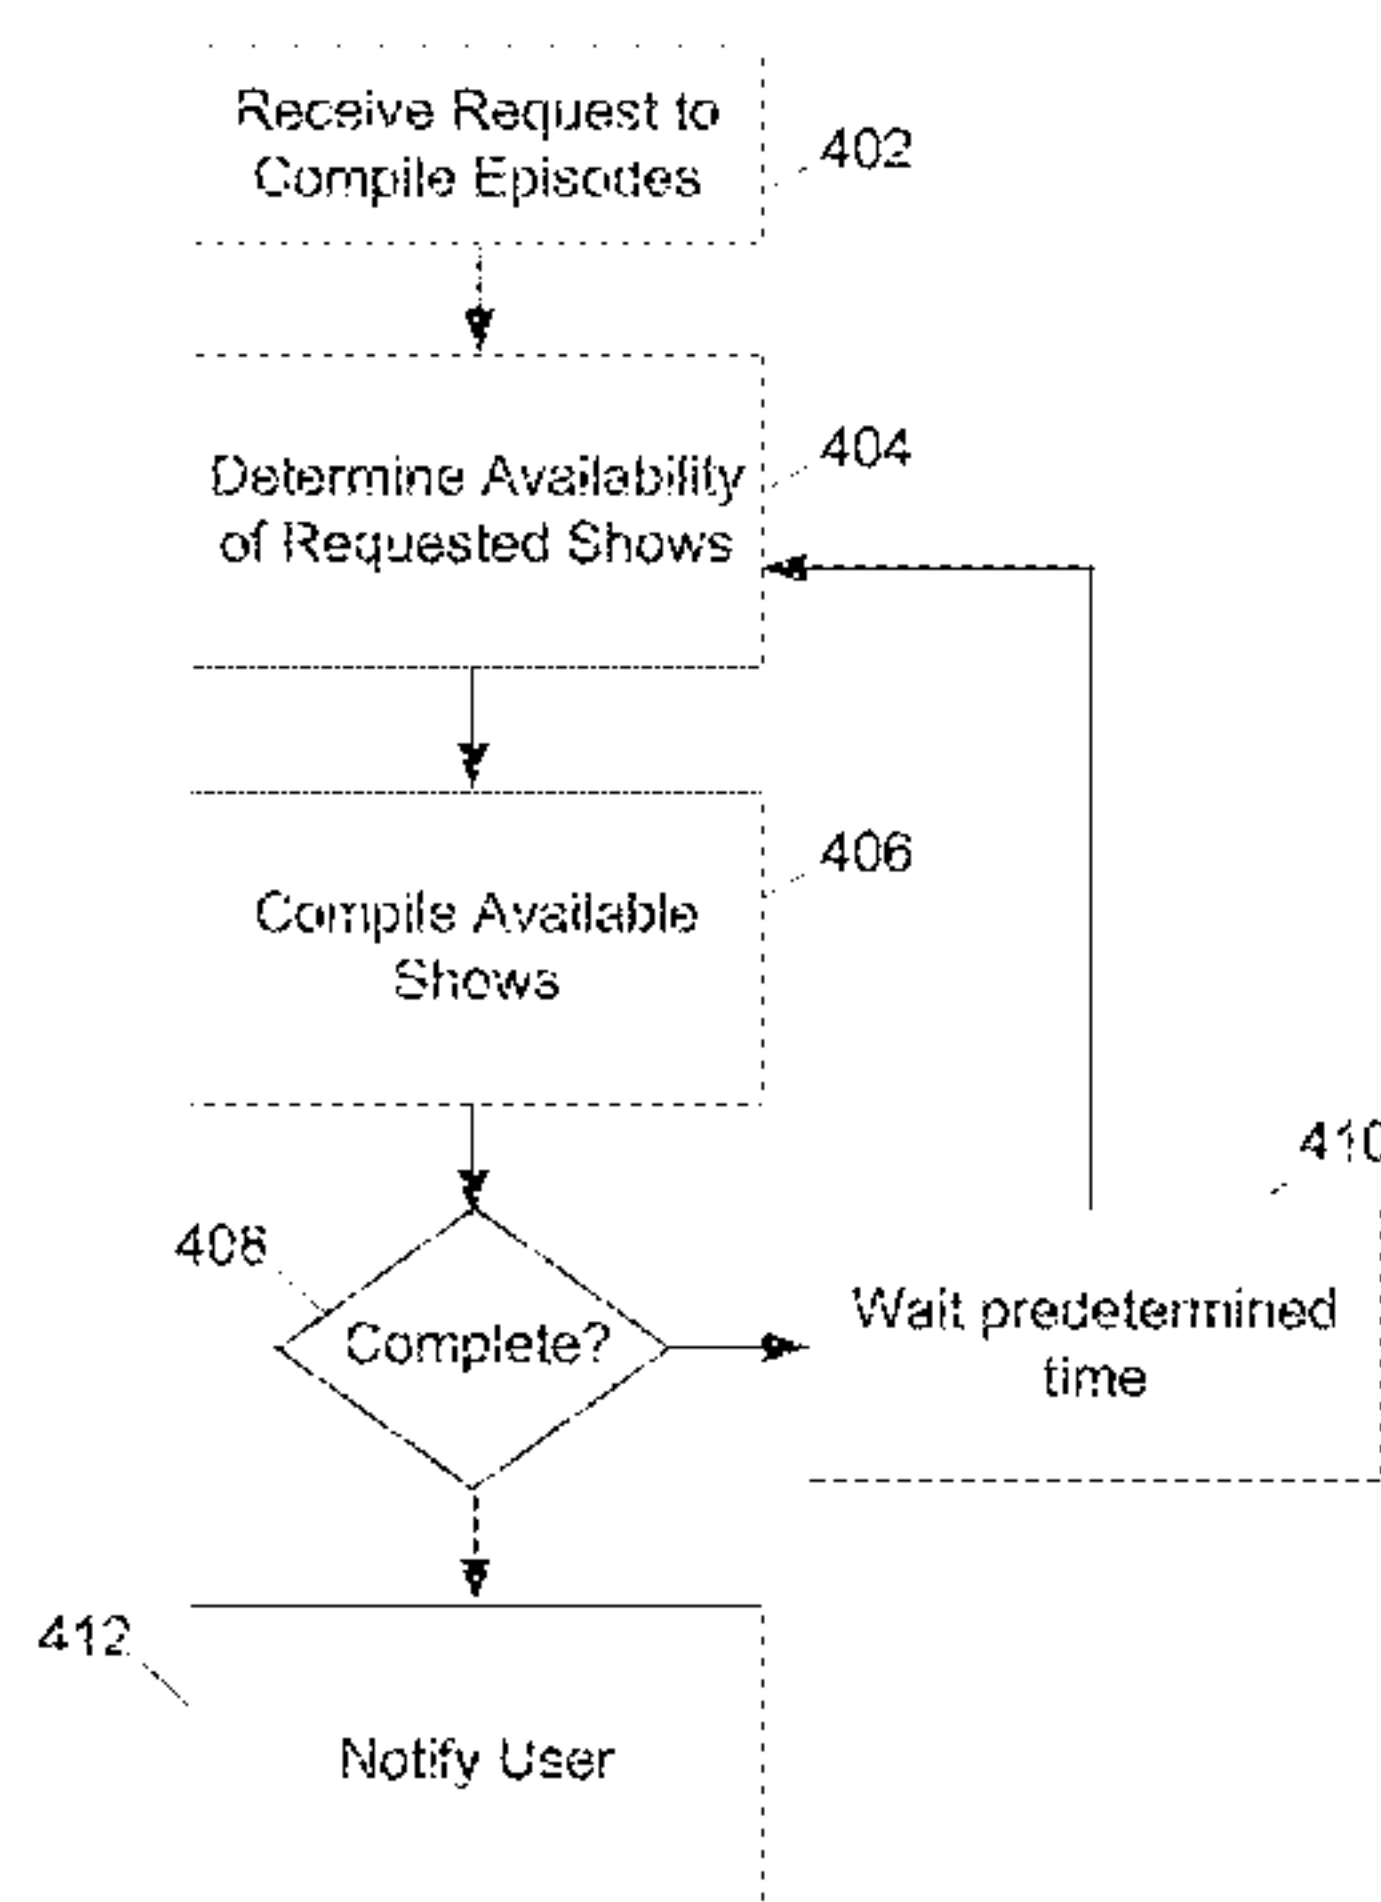 Receive Request to
Compile Episodes
402
Determine Availability
of Requested Shows
404
Compile Available
Shows
406
408
Complete?
410
Wait predetermined
time
412
Notify User